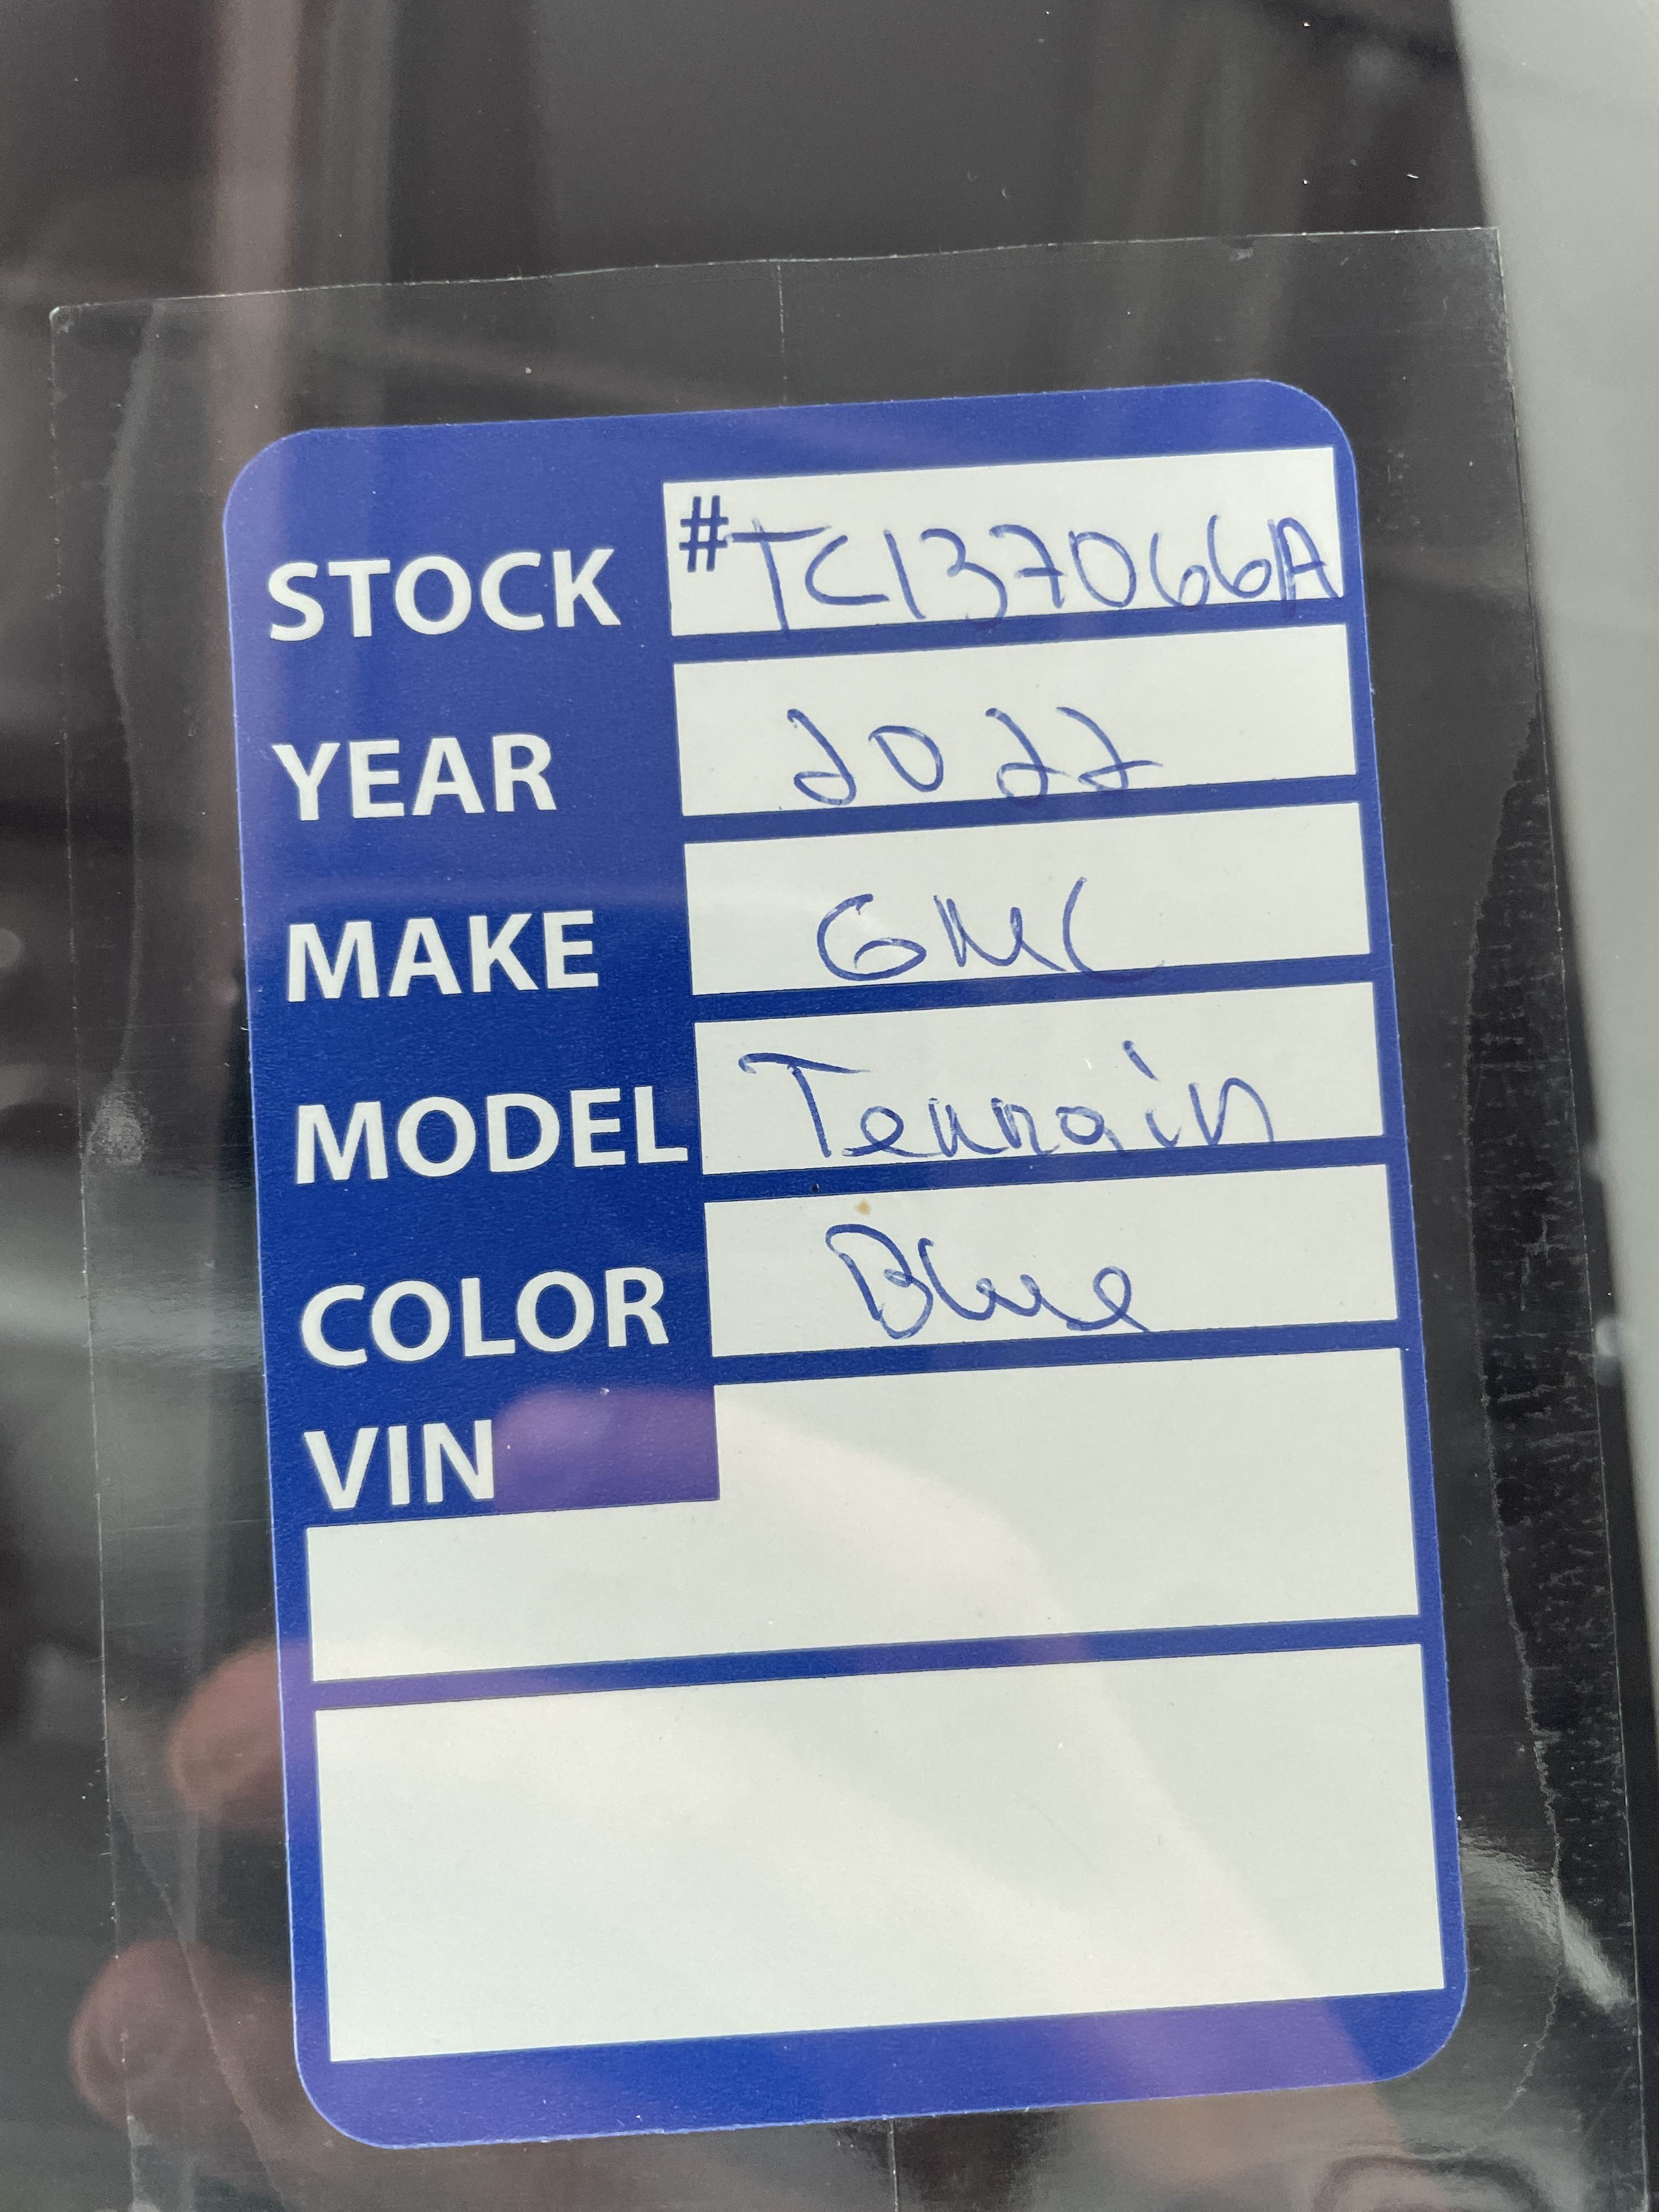 STOCK #TC137066A
YEAR 2022
MAKE GMC
MODEL Terrain
COLOR Blue
VIN